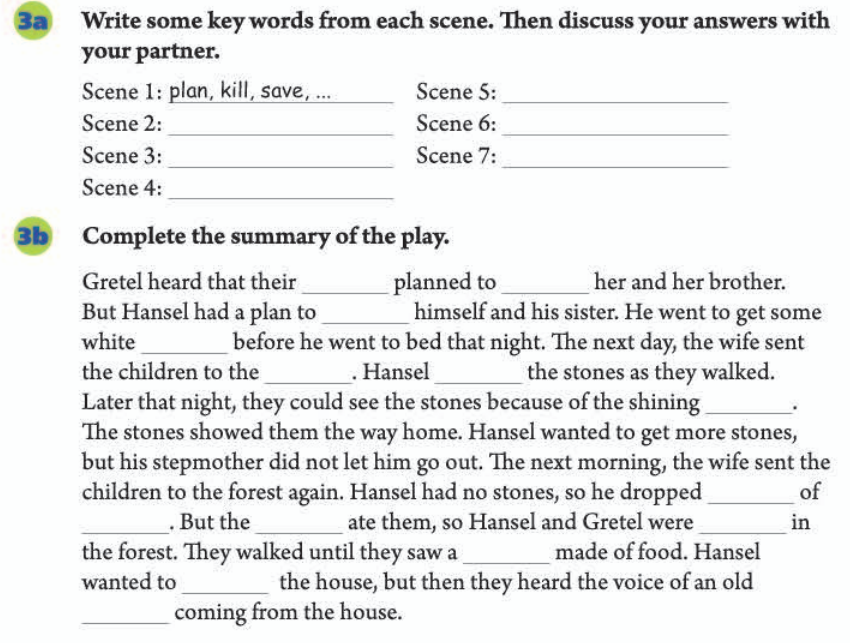 3a Write some key words from each scene. Then discuss your answers with
your partner.
Scene 1: plan, kill, save, ... Scene 5: ________
Scene 2: ________ Scene 6: ________
Scene 3: ________ Scene 7: ________
Scene 4: ________
3b Complete the summary of the play.
Gretel heard that their ________ planned to ________ her and her brother.
But Hansel had a plan to ________ himself and his sister. He went to get some
white ________ before he went to bed that night. The next day, the wife sent
the children to the ________. Hansel ________ the stones as they walked.
Later that night, they could see the stones because of the shining ________.
The stones showed them the way home. Hansel wanted to get more stones,
but his stepmother did not let him go out. The next morning, the wife sent the
children to the forest again. Hansel had no stones, so he dropped ________ of
________. But the ________ ate them, so Hansel and Gretel were ________ in
the forest. They walked until they saw a ________ made of food. Hansel
wanted to ________ the house, but then they heard the voice of an old
________ coming from the house.